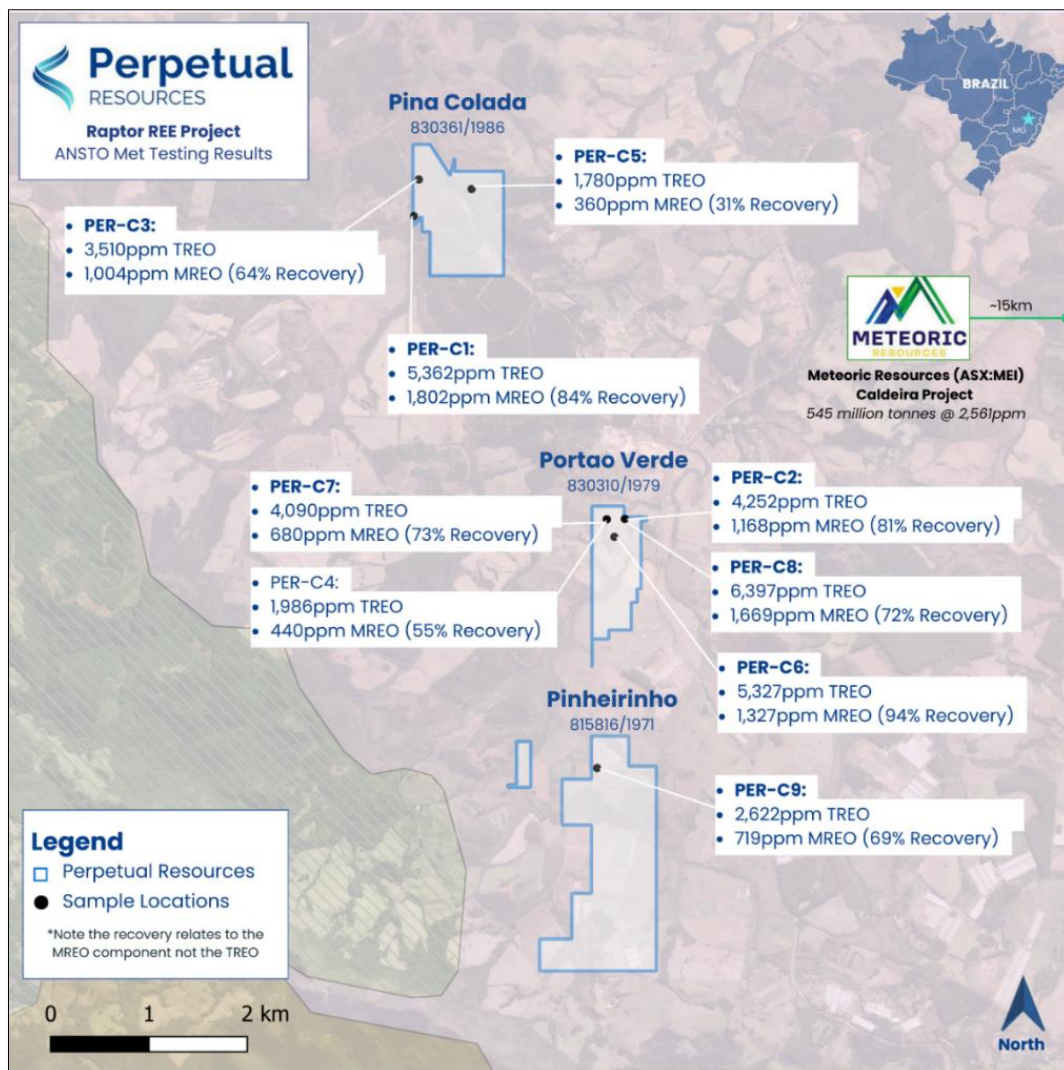 Perpetual
RESOURCES
Raptor REE Project
ANSTO Met Testing Results
BRAZIL
MG
Pina Colada
830361/1986
• PER-C5:
• 1,780ppm TREO
• 360ppm MREO (31% Recovery)
• PER-C3:
• 3,510ppm TREO
• 1,004ppm MREO (64% Recovery)
• PER-C1:
• 5,362ppm TREO
• 1,802ppm MREO (84% Recovery)
METEORIC
RESOURCES
~15km
Meteoric Resources (ASX:MEI)
Caldeira Project
545 million tonnes @ 2,561ppm
Portao Verde
830310/1979
• PER-C7:
• 4,090ppm TREO
• 680ppm MREO (73% Recovery)
• PER-C4:
• 1,986ppm TREO
• 440ppm MREO (55% Recovery)
• PER-C2:
• 4,252ppm TREO
• 1,168ppm MREO (81% Recovery)
• PER-C8:
• 6,397ppm TREO
• 1,669ppm MREO (72% Recovery)
• PER-C6:
• 5,327ppm TREO
• 1,327ppm MREO (94% Recovery)
Pinheirinho
815816/1971
• PER-C9:
• 2,622ppm TREO
• 719ppm MREO (69% Recovery)
Legend
Perpetual Resources
Sample Locations
*Note the recovery relates to the
MREO component not the TREO
0 1 2 km
North